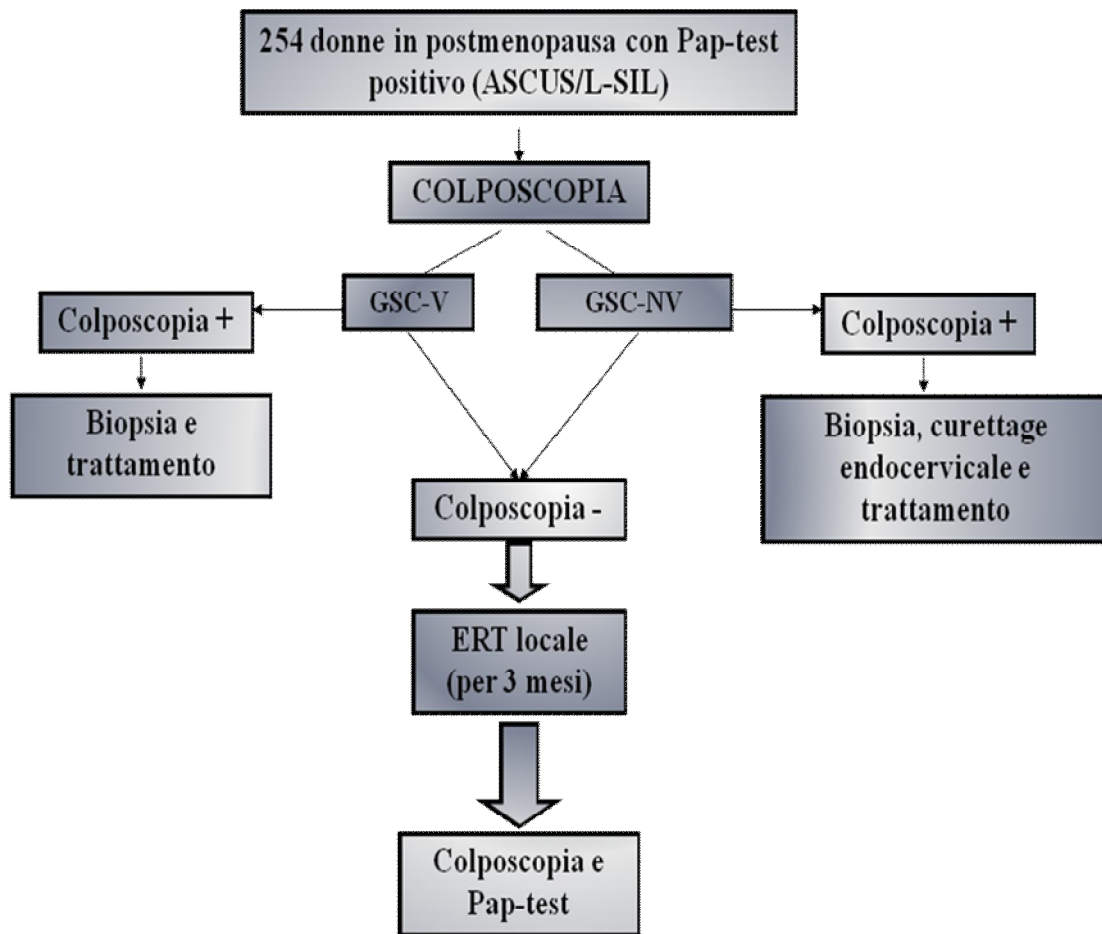 254 donne in postmenopausa con Pap-test
positivo (ASCUS/L-SIL)
COLPOSCOPIA
GSC-V
GSC-NV
Colposcopia +
Colposcopia +
Biopsia e
trattamento
Biopsia, curettage
endocervicale e
trattamento
Colposcopia -
ERT locale
(per 3 mesi)
Colposcopia e
Pap-test